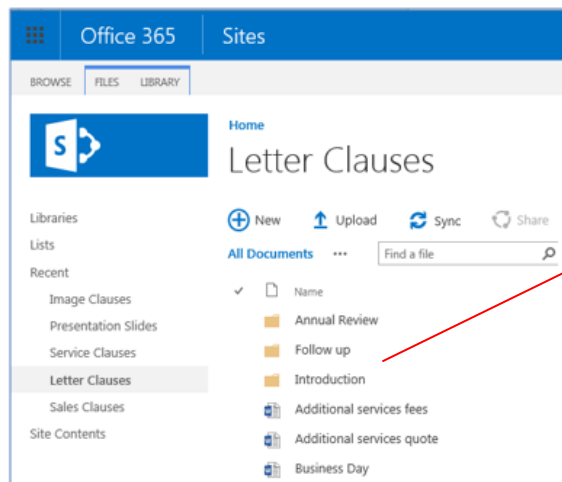 Office 365 Sites
BROWSE FILES LIBRARY
S
Home
Letter Clauses
New Upload Sync Share
All Documents ... Find a file
Name
Libraries
Lists
Recent
Image Clauses
Presentation Slides
Service Clauses
Letter Clauses
Sales Clauses
Site Contents
Annual Review
Follow up
Introduction
Additional services fees
Additional services quote
Business Day